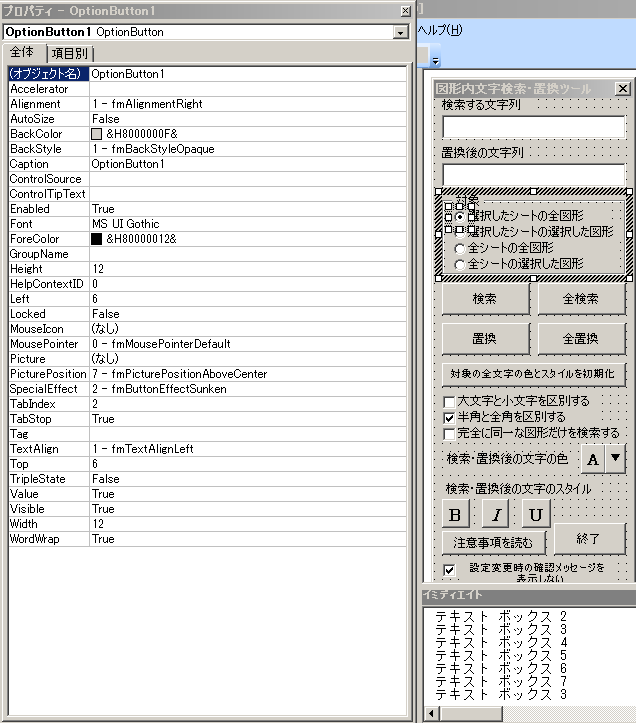 プロパティ - OptionButton1
OptionButton1 OptionButton
全体 項目別
(オブジェクト名) OptionButton1
Accelerator
Alignment 1 - fmAlignmentRight
AutoSize False
BackColor &H8000000F&
BackStyle 1 - fmBackStyleOpaque
Caption OptionButton1
ControlSource
ControlTipText
Enabled True
Font MS UI Gothic
ForeColor &H80000012&
GroupName
Height 12
HelpContextID 0
Left 6
Locked False
MouseIcon (なし)
MousePointer 0 - fmMousePointerDefault
Picture (なし)
PicturePosition 7 - fmPicturePositionAboveCenter
SpecialEffect 2 - fmButtonEffectSunken
TabIndex 2
TabStop True
Tag
TextAlign 1 - fmTextAlignLeft
Top 6
TripleState False
Value True
Visible True
Width 12
WordWrap True
ヘルプ(H)
図形内文字検索・置換ツール
検索する文字列
置換後の文字列
対象
選択したシートの全図形
選択したシートの選択した図形
全シートの全図形
全シートの選択した図形
検索 全検索
置換 全置換
対象の全文字の色とスタイルを初期化
大文字と小文字を区別する
半角と全角を区別する
完全に同一な図形だけを検索する
検索・置換後の文字の色 A
検索・置換後の文字のスタイル
B I U
注意事項を読む 終了
設定変更時の確認メッセージを
表示しない
イミディエイト
テキスト ボックス 2
テキスト ボックス 3
テキスト ボックス 4
テキスト ボックス 5
テキスト ボックス 6
テキスト ボックス 7
テキスト ボックス 3